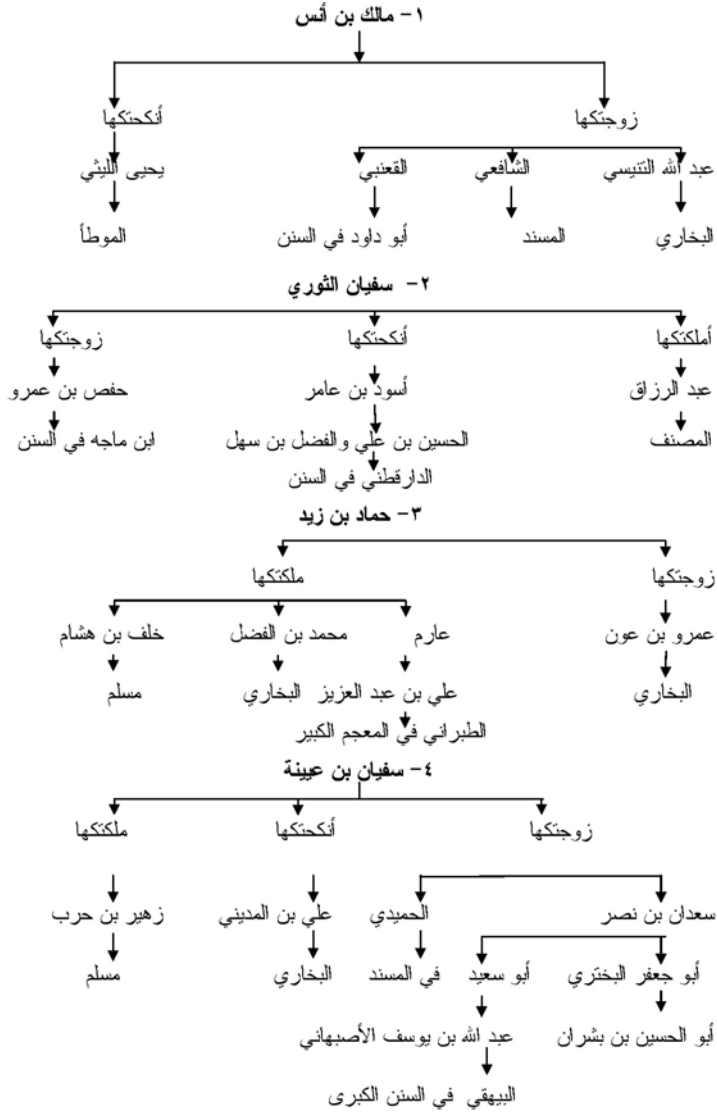 ١- مالك بن أنس
زوجتكها أنكحتكها
عبد الله التنيسي الشافعي القعنبي يحيى الليثي
البخاري المسند أبو داود في السنن الموطأ
٢- سفيان الثوري
أملكتكها أنكحتكها زوجتكها
عبد الرزاق أسود بن عامر حفص بن عمرو
المصنف الحسين بن علي والفضل بن سهل ابن ماجه في السنن
الدارقطني في السنن
٣- حماد بن زيد
زوجتكها ملكتكها
عمرو بن عون عارم محمد بن الفضل خلف بن هشام
البخاري علي بن عبد العزيز البخاري مسلم
الطبراني في المعجم الكبير
٤- سفيان بن عيينة
زوجتكها أنكحتكها ملكتكها
سعدان بن نصر الحميدي علي بن المديني زهير بن حرب
أبو جعفر البختري أبو سعيد في المسند البخاري مسلم
أبو الحسين بن بشران عبد الله بن يوسف الأصبهاني
البيهقي في السنن الكبرى